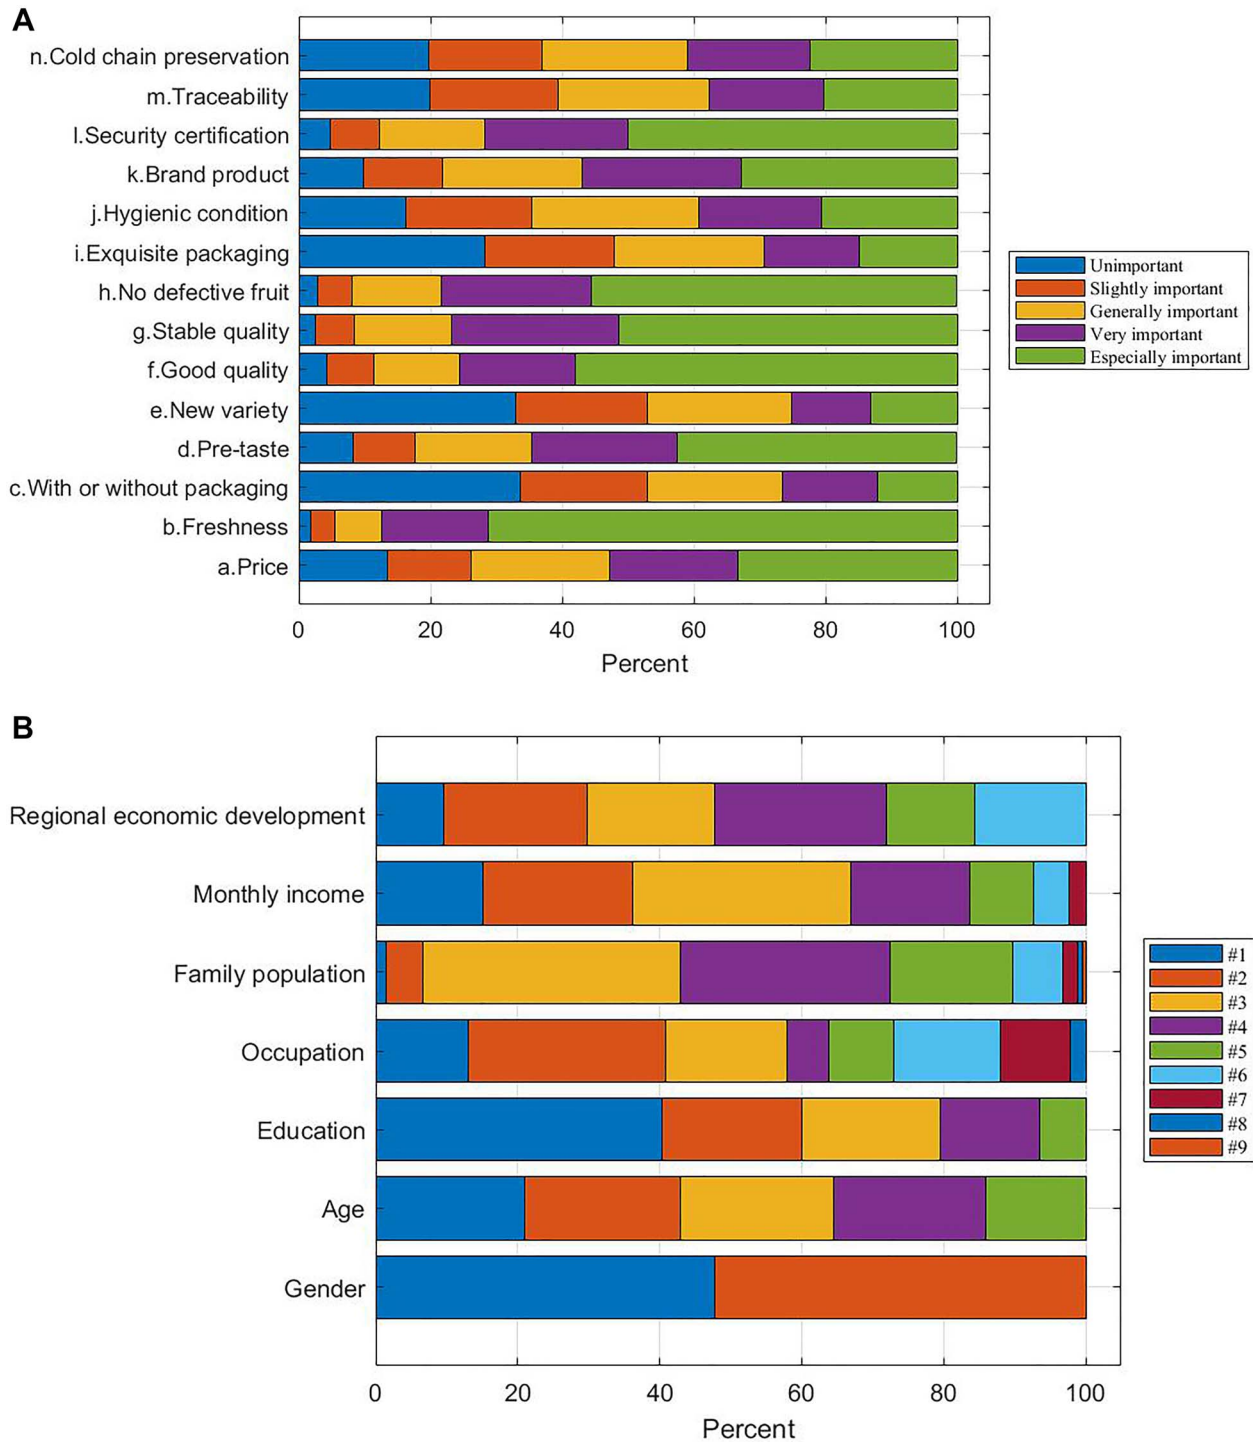 A
n.Cold chain preservation
m.Traceability
l.Security certification
k.Brand product
j.Hygienic condition
i.Exquisite packaging
h.No defective fruit
g.Stable quality
f.Good quality
e.New variety
d.Pre-taste
c.With or without packaging
b.Freshness
a.Price
0 20 40 60 80 100
Percent
Unimportant
Slightly important
Generally important
Very important
Especially important
B
Regional economic development
Monthly income
Family population
Occupation
Education
Age
Gender
0 20 40 60 80 100
Percent
#1
#2
#3
#4
#5
#6
#7
#8
#9